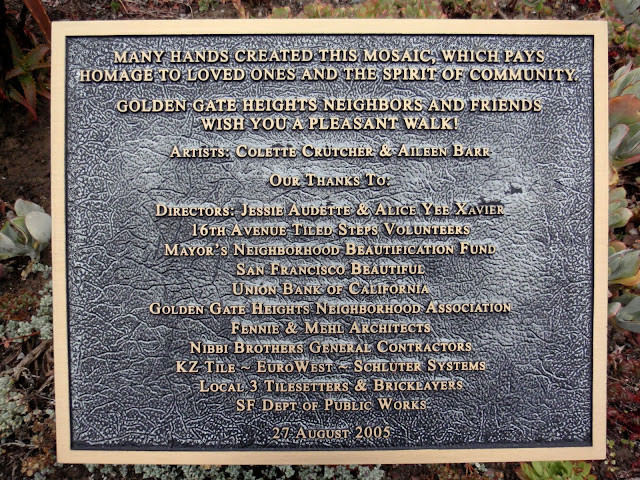 MANY HANDS CREATED THIS MOSAIC, WHICH PAYS
HOMAGE TO LOVED ONES AND THE SPIRIT OF COMMUNITY.
GOLDEN GATE HEIGHTS NEIGHBORS AND FRIENDS
WISH YOU A PLEASANT WALK!
ARTISTS: COLETTE CRUTCHER & AILEEN BARR
OUR THANKS TO:
DIRECTORS: JESSIE AUDETTE & ALICE YEE XAVIER
16TH AVENUE TILED STEPS VOLUNTEERS
MAYOR'S NEIGHBORHOOD BEAUTIFICATION FUND
SAN FRANCISCO BEAUTIFUL
UNION BANK OF CALIFORNIA
GOLDEN GATE HEIGHTS NEIGHBORHOOD ASSOCIATION
FENNIE & MEHL ARCHITECTS
NIBBI BROTHERS GENERAL CONTRACTORS
KZ TILE ~ EUROWEST ~ SCHLUTER SYSTEMS
LOCAL 3 TILESETTERS & BRICKLAYERS
SF DEPT OF PUBLIC WORKS
27 AUGUST 2005